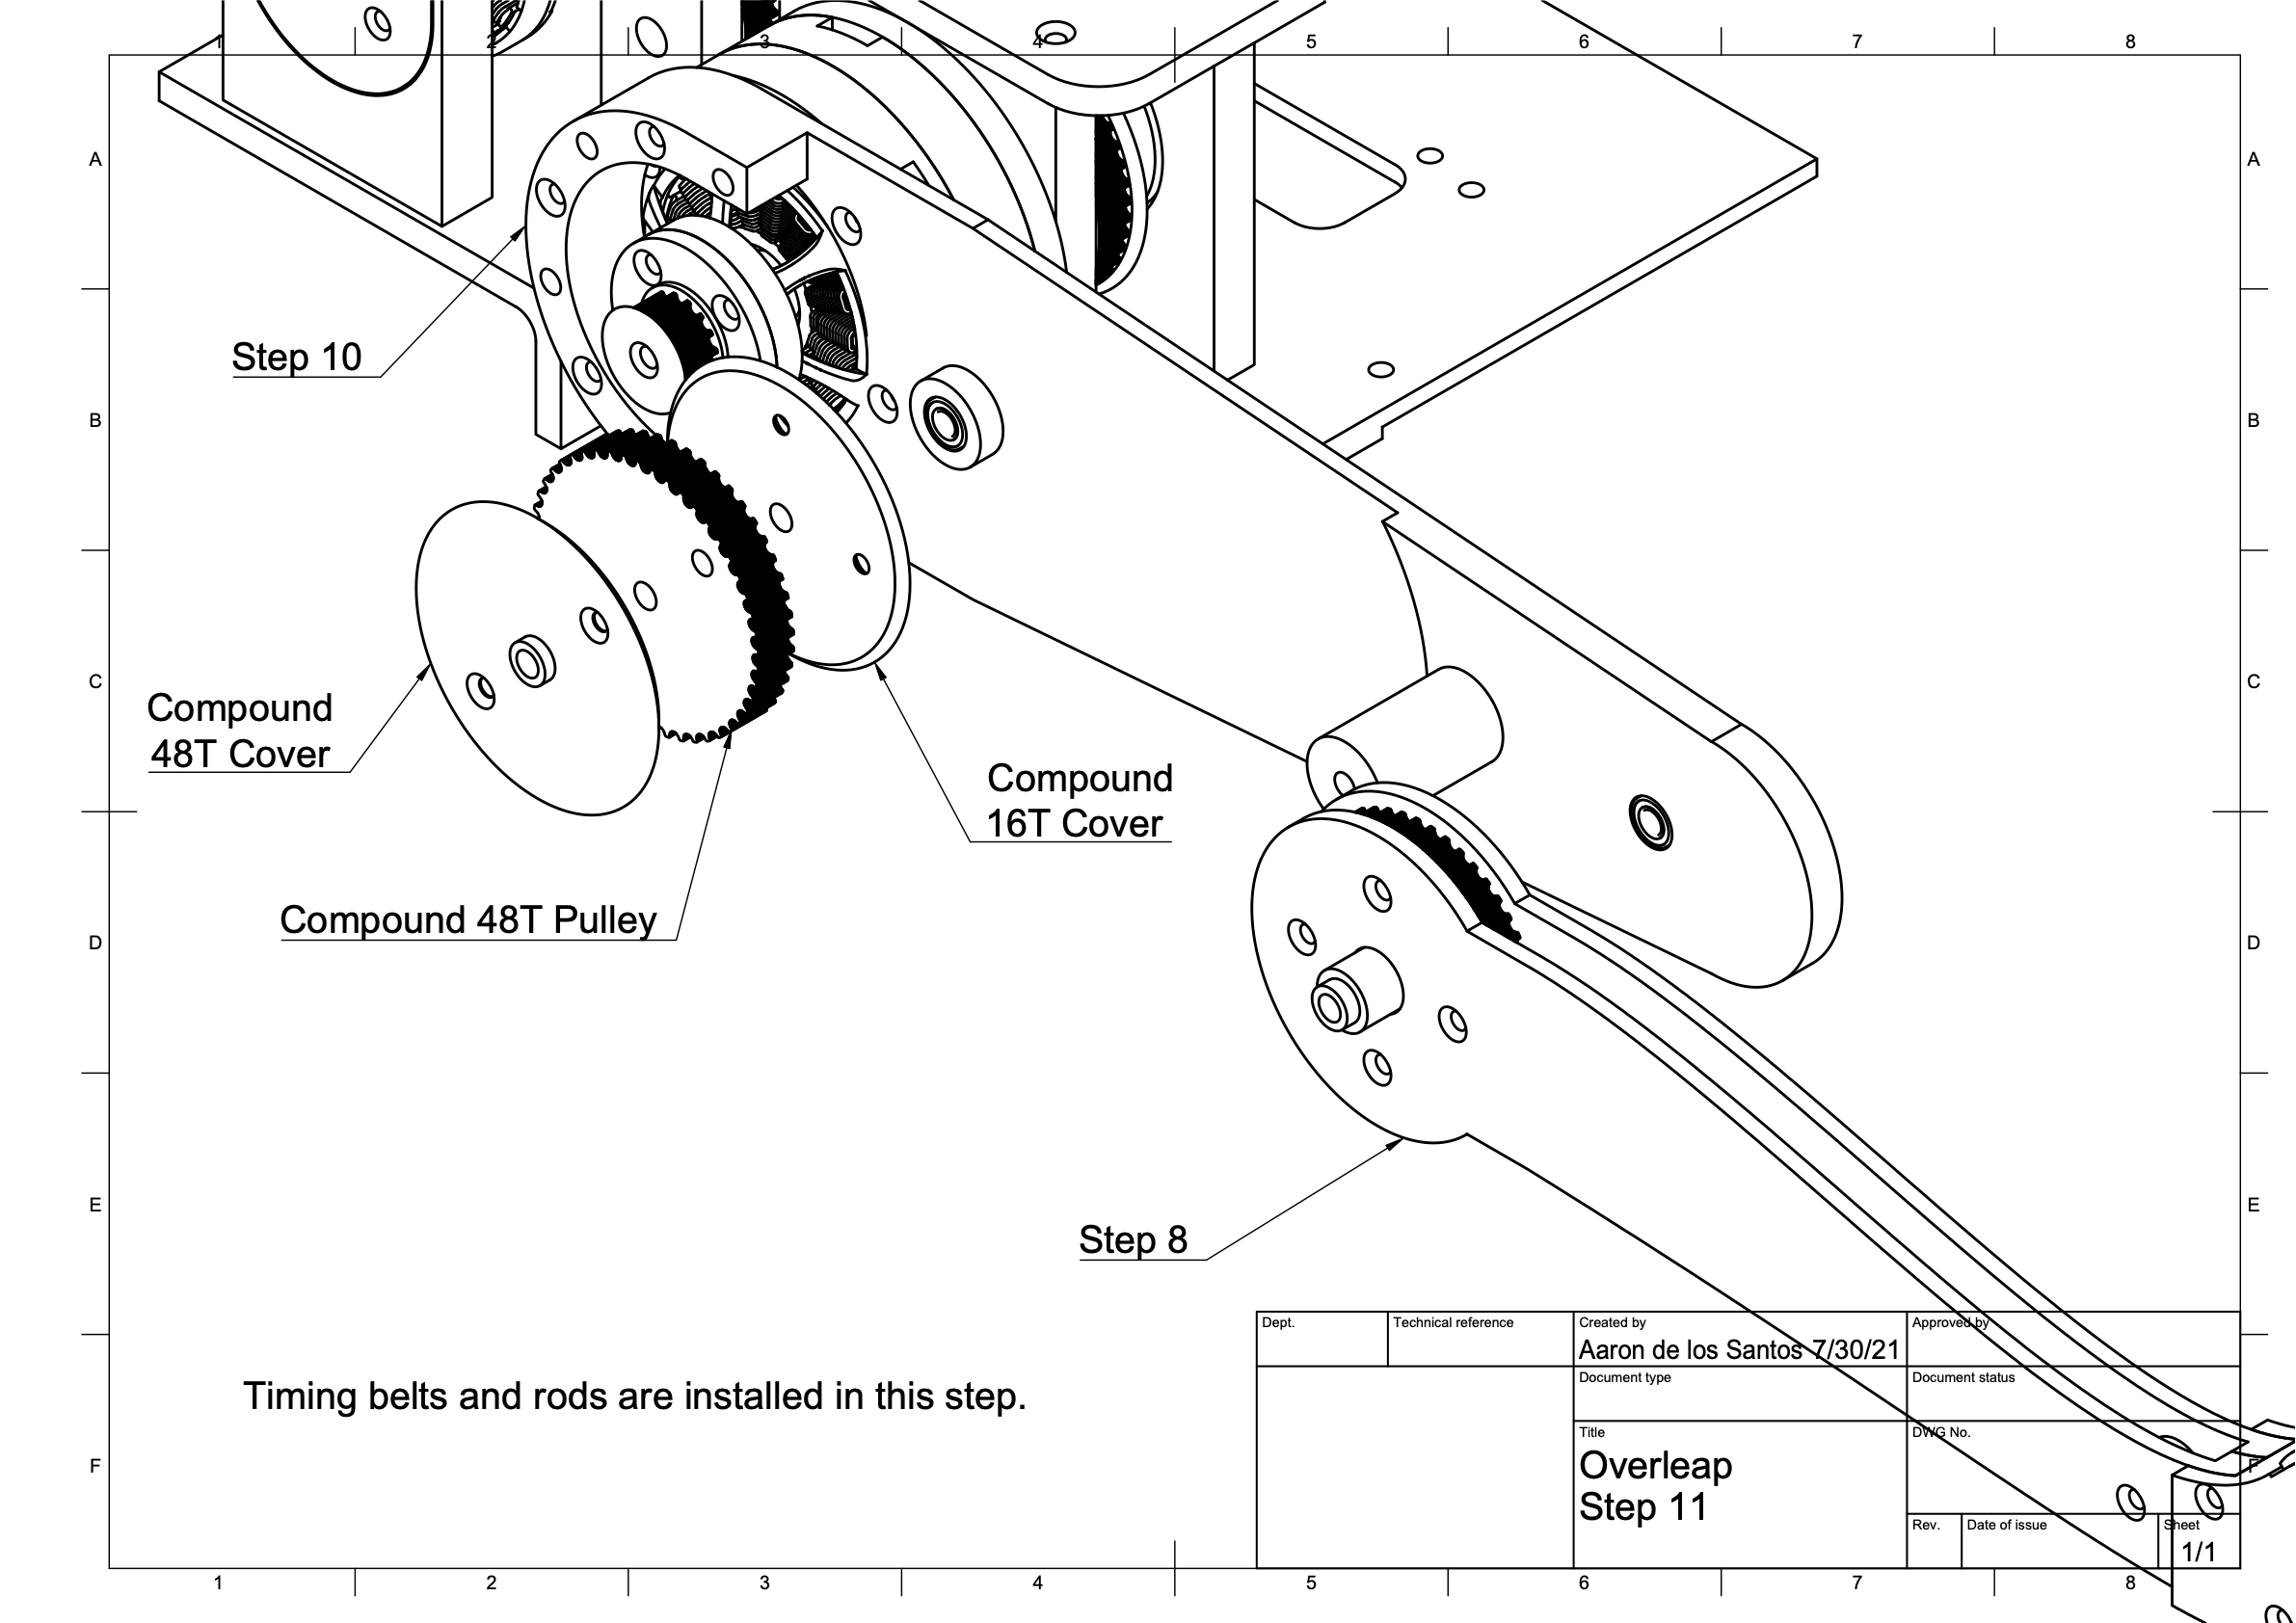 1 2 3 4 5 6 7 8
A A
Step 10
B B
C C
Compound
48T Cover
Compound
16T Cover
Compound 48T Pulley
D D
E E
Step 8
Dept. Technical reference Created by Approved by
Aaron de los Santos 7/30/21
Document type Document status
Timing belts and rods are installed in this step.
Title DWG No.
Overleap
F F
Step 11
Rev. Date of issue Sheet
1/1
1 2 3 4 5 6 7 8